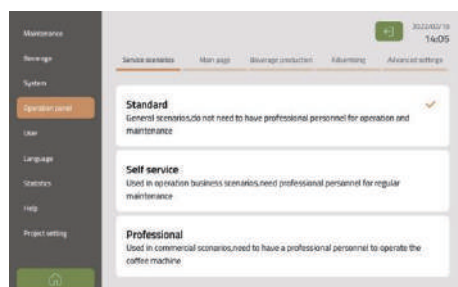 Maintenance
Beverage
System
Operation panel
User
Language
Statistics
Help
Project setting
2022/02/19
14:05
Service scenarios
Main page
Beverage production
Advertising
Advanced settings
Standard
General scenarios,do not need to have professional personnel for operation and
maintenance
Self service
Used in operation business scenarios,need professional personnel for regular
maintenance
Professional
Used in commercial scenarios,need to have a professional personnel to operate the
coffee machine